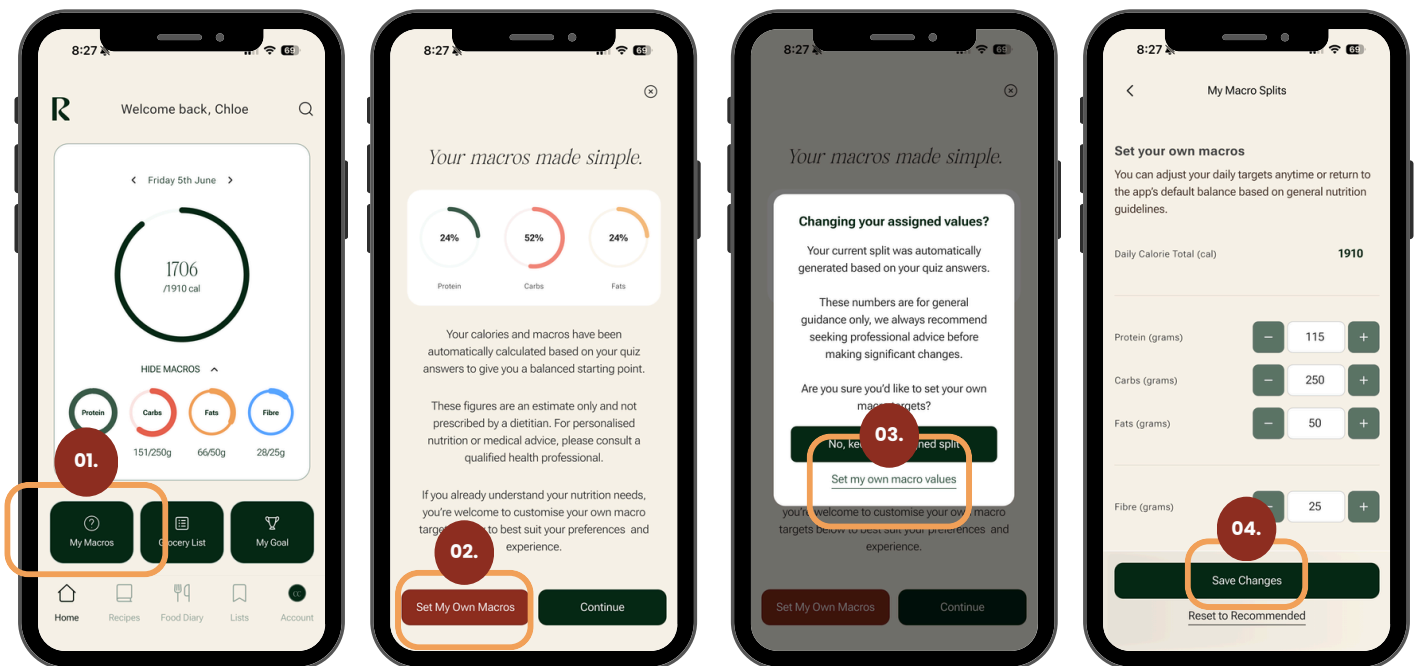 8:27
69
R
Welcome back, Chloe
Friday 5th June
1706
/1910 cal
HIDE MACROS
Protein
Carbs
Fats
Fibre
151/250g
66/50g
28/25g
01.
My Macros
Grocery List
My Goal
CC
Home
Recipes
Food Diary
Lists
Account
8:27
69
Your macros made simple.
24%
52%
24%
Protein
Carbs
Fats
Your calories and macros have been
automatically calculated based on your quiz
answers to give you a balanced starting point.
These figures are an estimate only and not
prescribed by a dietitian. For personalised
nutrition or medical advice, please consult a
qualified health professional.
If you already understand your nutrition needs,
you're welcome to customise your own macro
to best suit your preferences and
experience.
02.
Set My Own Macros
Continue
8:27
69
Your macros made simple.
Changing your assigned values?
Your current split was automatically
generated based on your quiz answers.
These numbers are for general
guidance only, we always recommend
seeking professional advice before
making significant changes.
Are you sure you'd like to set your own
macro targets?
03.
No, split
Set my own macro values
you're welcome to customise your own macro
targets below to best suit your preferences and
experience.
Set My Own Macros
Continue
8:27
69
My Macro Splits
Set your own macros
You can adjust your daily targets anytime or return to
the app's default balance based on general nutrition
guidelines.
Daily Calorie Total (cal)
1910
Protein (grams)
− 115 +
Carbs (grams)
− 250 +
Fats (grams)
− 50 +
Fibre (grams)
− 25 +
04.
Save Changes
Reset to Recommended